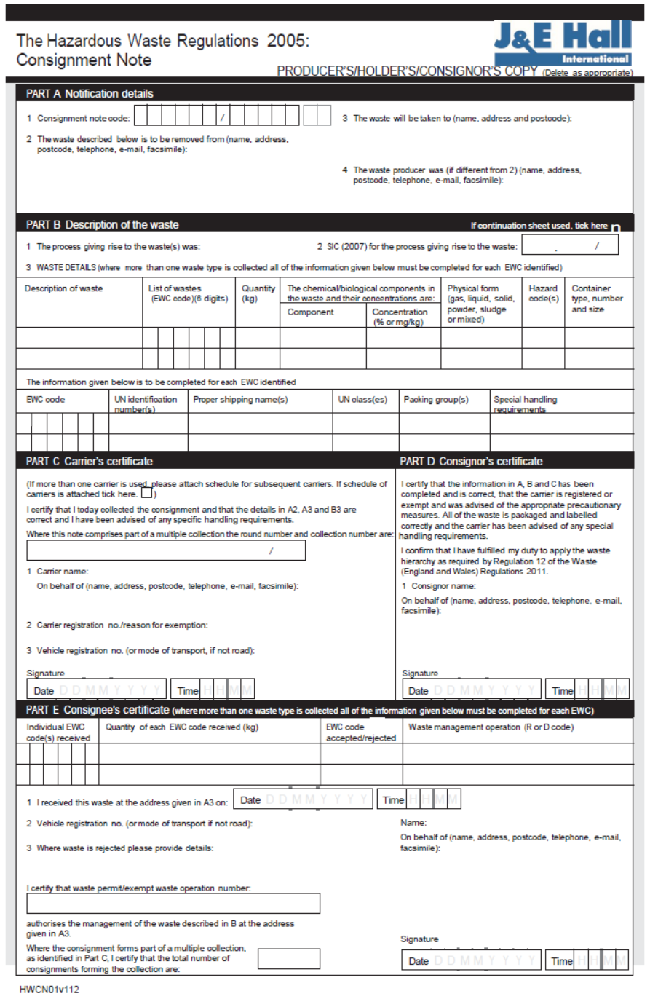 The Hazardous Waste Regulations 2005:
Consignment Note
J&E Hall
International
PRODUCER'S/HOLDER'S/CONSIGNOR'S COPY (Delete as appropriate)
PART A Notification details
1 Consignment note code: /
2 The waste described below is to be removed from (name, address,
postcode, telephone, e-mail, facsimile):
3 The waste will be taken to (name, address and postcode):
4 The waste producer was (if different from 2) (name, address,
postcode, telephone, e-mail, facsimile):
PART B Description of the waste
If continuation sheet used, tick here n
1 The process giving rise to the waste(s) was:
2 SIC (2007) for the process giving rise to the waste: . /
3 WASTE DETAILS (where more than one waste type is collected all of the information given below must be completed for each EWC identified)
Description of waste
List of wastes
(EWC code)(6 digits)
Quantity
(kg)
The chemical/biological components in
the waste and their concentrations are:
Component
Concentration
(% or mg/kg)
Physical form
(gas, liquid, solid,
powder, sludge
or mixed)
Hazard
code(s)
Container
type, number
and size
The information given below is to be completed for each EWC identified
EWC code
UN identification
number(s)
Proper shipping name(s)
UN class(es)
Packing group(s)
Special handling
requirements
PART C Carrier's certificate
(If more than one carrier is used, please attach schedule for subsequent carriers. If schedule of
carriers is attached tick here. )
I certify that I today collected the consignment and that the details in A2, A3 and B3 are
correct and I have been advised of any specific handling requirements.
Where this note comprises part of a multiple collection the round number and collection number are:
/
1 Carrier name:
On behalf of (name, address, postcode, telephone, e-mail, facsimile):
2 Carrier registration no./reason for exemption:
3 Vehicle registration no. (or mode of transport, if not road):
Signature
Date D D M M Y Y Y Y Time H H M M
PART D Consignor's certificate
I certify that the information in A, B and C has been
completed and is correct, that the carrier is registered or
exempt and was advised of the appropriate precautionary
measures. All of the waste is packaged and labelled
correctly and the carrier has been advised of any special
handling requirements.
I confirm that I have fulfilled my duty to apply the waste
hierarchy as required by Regulation 12 of the Waste
(England and Wales) Regulations 2011.
1 Consignor name:
On behalf of (name, address, postcode, telephone, e-mail,
facsimile):
Signature
Date D D M M Y Y Y Y Time H H M M
PART E Consignee's certificate (where more than one waste type is collected all of the information given below must be completed for each EWC)
Individual EWC
code(s) received
Quantity of each EWC code received (kg)
EWC code
accepted/rejected
Waste management operation (R or D code)
1 I received this waste at the address given in A3 on: Date D D M M Y Y Y Y Time H H M M
2 Vehicle registration no. (or mode of transport if not road):
3 Where waste is rejected please provide details:
Name:
On behalf of (name, address, postcode, telephone, e-mail,
facsimile):
I certify that waste permit/exempt waste operation number:
authorises the management of the waste described in B at the address
given in A3.
Where the consignment forms part of a multiple collection,
as identified in Part C, I certify that the total number of
consignments forming the collection are:
Signature
Date D D M M Y Y Y Y Time H H M M
HWCN01v112